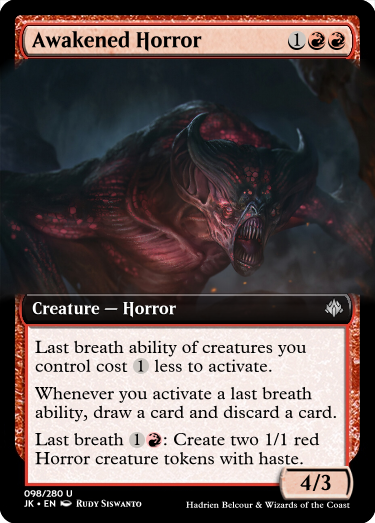 Awakened Horror 1
Creature — Horror
Last breath ability of creatures you
control cost 1 less to activate.
Whenever you activate a last breath
ability, draw a card and discard a card.
Last breath 1: Create two 1/1 red
Horror creature tokens with haste.
4/3
098/280 U
JK • EN Rudy Siswanto
Hadrien Belcour & Wizards of the Coast